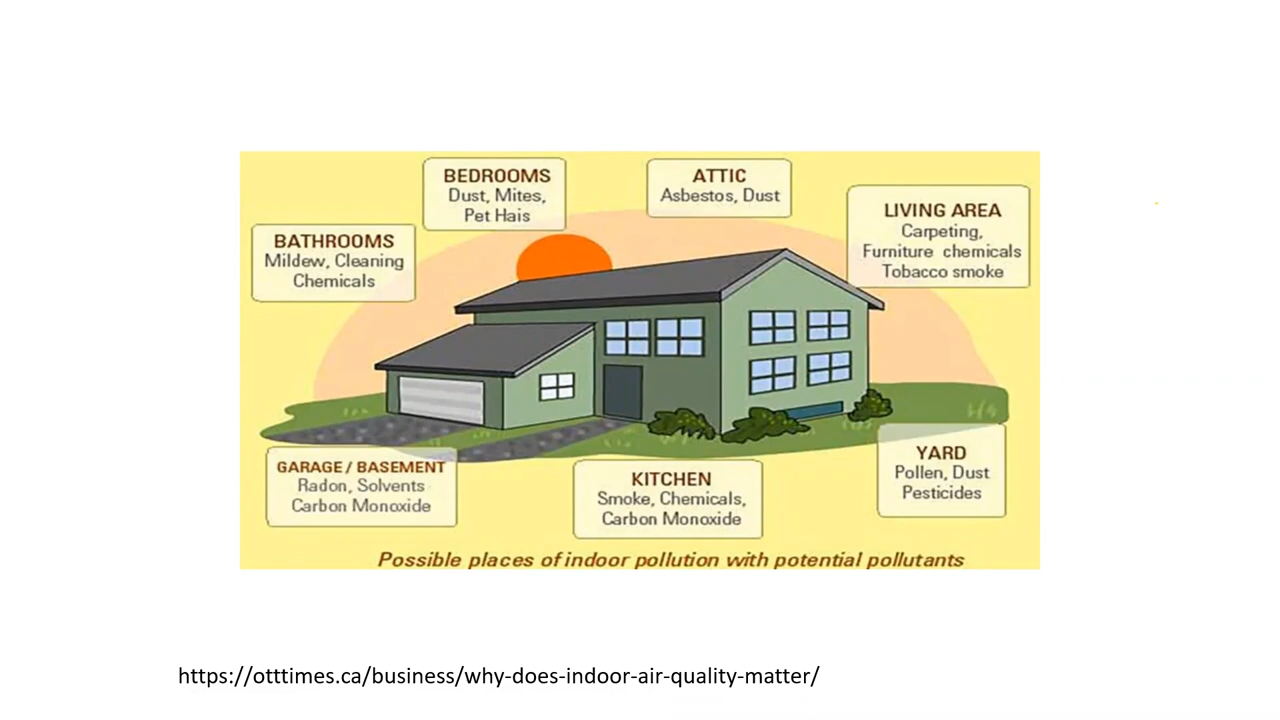 BEDROOMS
Dust, Mites,
Pet Hais
ATTIC
Asbestos, Dust
LIVING AREA
Carpeting,
Furniture chemicals
Tobacco smoke
BATHROOMS
Mildew, Cleaning
Chemicals
GARAGE / BASEMENT
Radon, Solvents
Carbon Monoxide
KITCHEN
Smoke, Chemicals,
Carbon Monoxide
YARD
Pollen, Dust
Pesticides
Possible places of indoor pollution with potential pollutants
https://otttimes.ca/business/why-does-indoor-air-quality-matter/